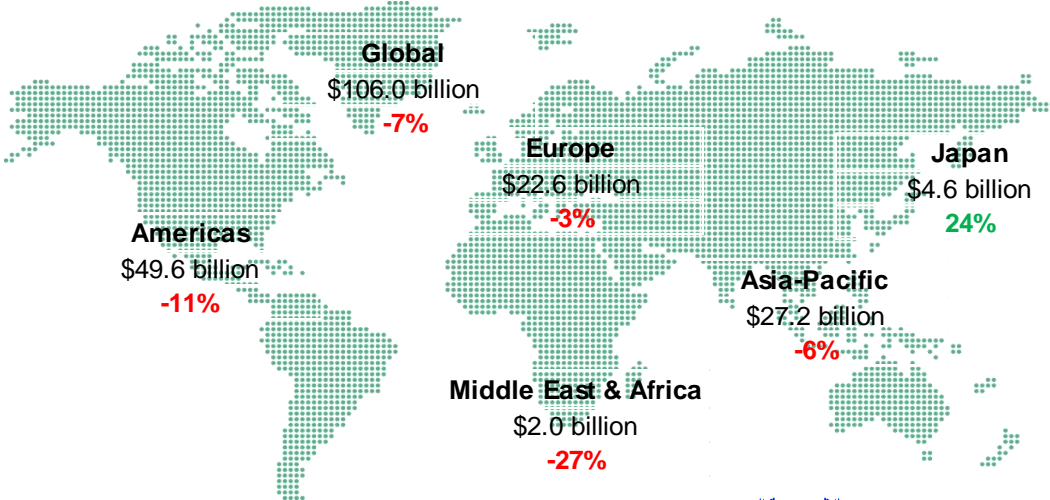 Global
$106.0 billion
-7%
Europe
$22.6 billion
-3%
Japan
$4.6 billion
24%
Americas
$49.6 billion
-11%
Asia-Pacific
$27.2 billion
-6%
Middle East & Africa
$2.0 billion
-27%